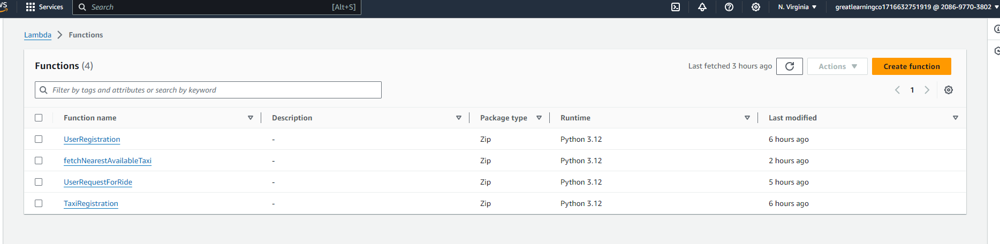 Services Search [Alt+S] N. Virginia greatlearningco1716632751919 @ 2086-9770-3802
Lambda Functions
Functions (4) Last fetched 3 hours ago Actions Create function
Filter by tags and attributes or search by keyword 1
Function name Description Package type Runtime Last modified
UserRegistration - Zip Python 3.12 6 hours ago
fetchNearestAvailableTaxi - Zip Python 3.12 2 hours ago
UserRequestForRide - Zip Python 3.12 5 hours ago
TaxiRegistration - Zip Python 3.12 6 hours ago